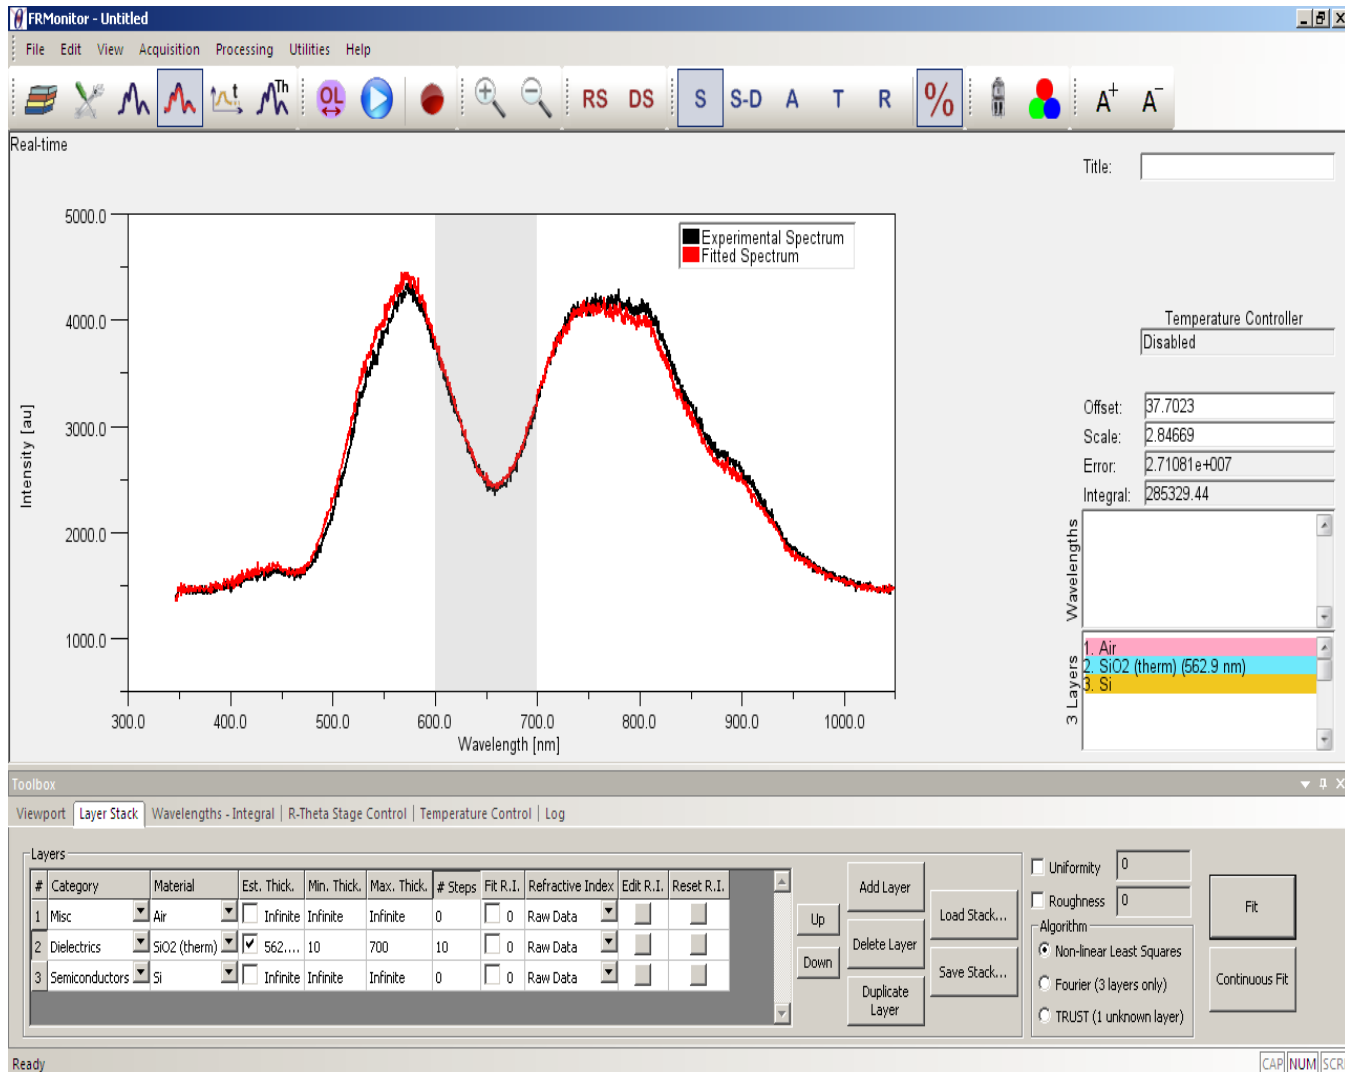 FRMonitor - Untitled
File Edit View Acquisition Processing Utilities Help
t Th QL RS DS S S-D A T R % A+ A-
Real-time
Title:
5000.0
4000.0
3000.0
2000.0
1000.0
Intensity [au]
Experimental Spectrum
Fitted Spectrum
300.0 400.0 500.0 600.0 700.0 800.0 900.0 1000.0
Wavelength [nm]
Temperature Controller
Disabled
Offset: 37.7023
Scale: 2.84669
Error: 2.71081e+007
Integral: 285329.44
Wavelengths
3 Layers
1. Air
2. SiO2 (therm) (562.9 nm)
3. Si
Toolbox
Viewport Layer Stack Wavelengths - Integral R-Theta Stage Control Temperature Control Log
Layers
# Category Material Est. Thick. Min. Thick. Max. Thick. # Steps Fit R.I. Refractive Index Edit R.I. Reset R.I.
1 Misc Air Infinite Infinite Infinite 0 0 Raw Data
2 Dielectrics SiO2 (therm) 562.... 10 700 10 0 Raw Data
3 Semiconductors Si Infinite Infinite Infinite 0 0 Raw Data
Up
Down
Add Layer
Delete Layer
Duplicate
Layer
Load Stack...
Save Stack...
Uniformity 0
Roughness 0
Algorithm
Non-linear Least Squares
Fourier (3 layers only)
TRUST (1 unknown layer)
Fit
Continuous Fit
Ready
CAP NUM SCRL